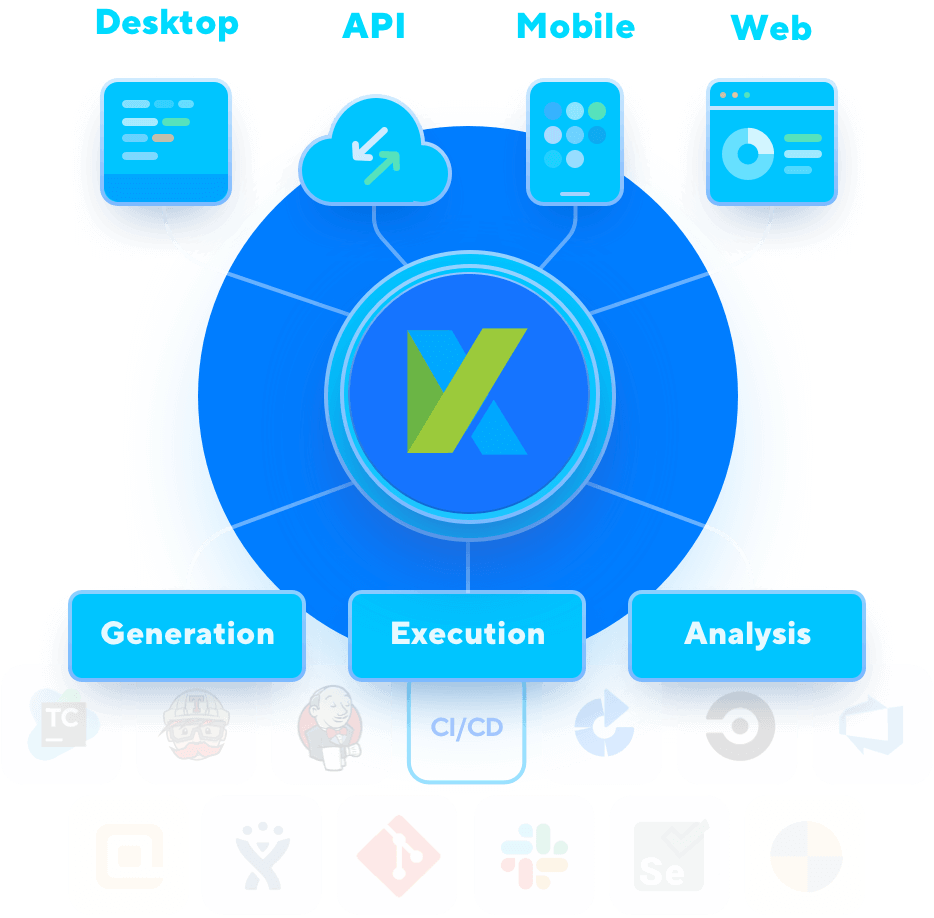 Desktop
API
Mobile
Web
Generation
Execution
Analysis
TC
CI/CD
Se